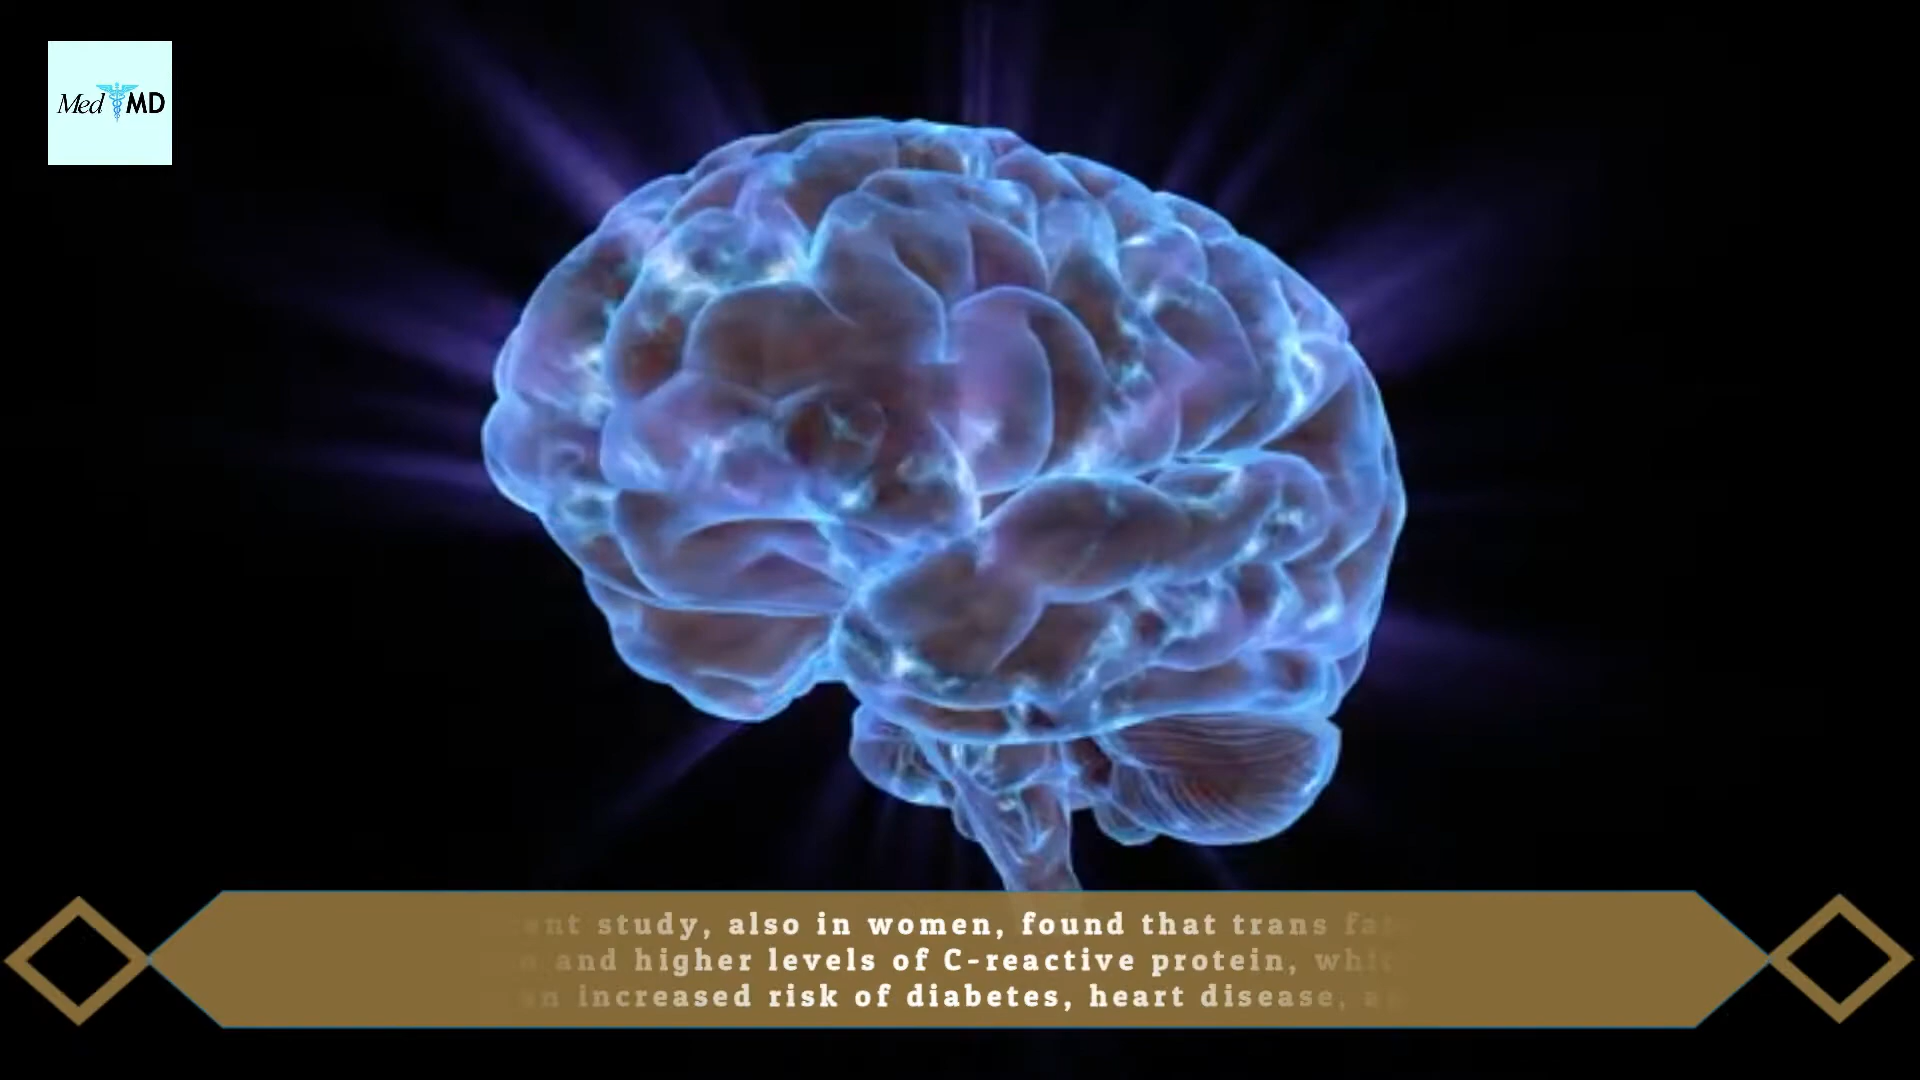 Med MD
study, also in women, found that trans
and higher levels of C-reactive protein,
increased risk of diabetes, heart disease,